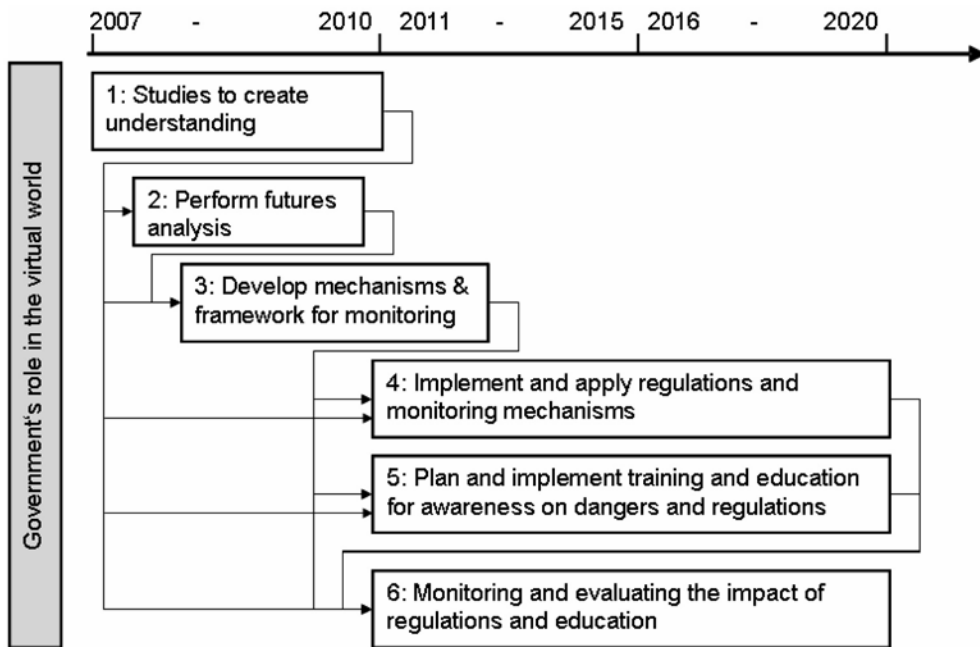 2007 - 2010 2011 - 2015 2016 - 2020
Government's role in the virtual world
1: Studies to create
understanding
2: Perform futures
analysis
3: Develop mechanisms &
framework for monitoring
4: Implement and apply regulations and
monitoring mechanisms
5: Plan and implement training and education
for awareness on dangers and regulations
6: Monitoring and evaluating the impact of
regulations and education